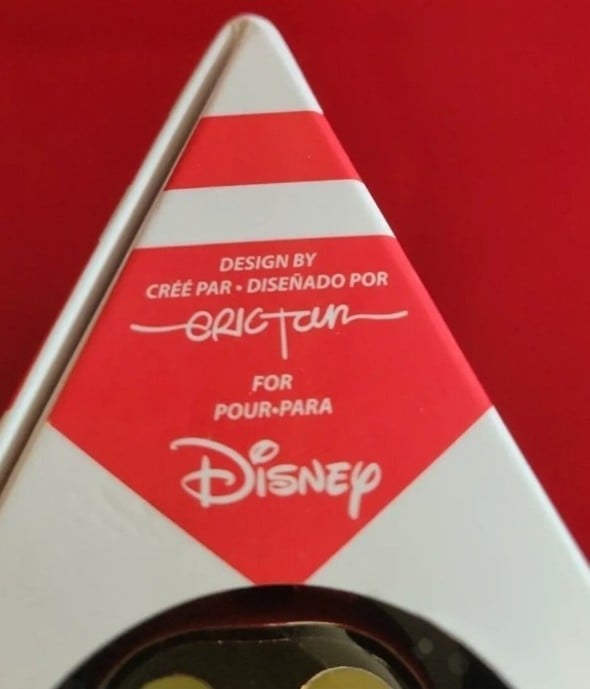 DESIGN BY
CRÉÉ PAR • DISEÑADO POR
ERIC Tan
FOR
POUR•PARA
DISNEY